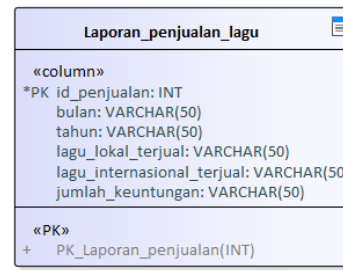 Laporan_penjualan_lagu
«column»
*PK id_penjualan: INT
bulan: VARCHAR(50)
tahun: VARCHAR(50)
lagu_lokal_terjual: VARCHAR(50)
lagu_internasional_terjual: VARCHAR(50
jumlah_keuntungan: VARCHAR(50)
«PK»
+ PK_Laporan_penjualan(INT)